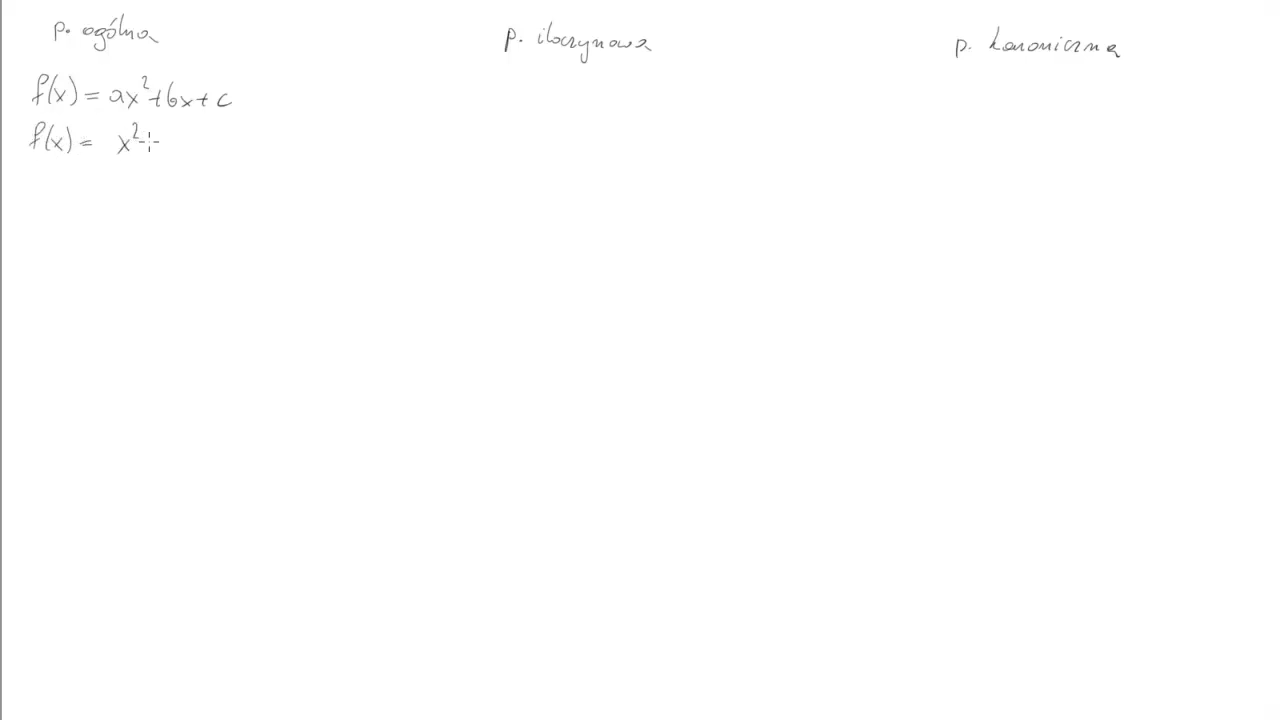 p. ogólna
p. iloczynowa
p. kanoniczna
f(x) = ax²+bx+c
f(x) = x²+